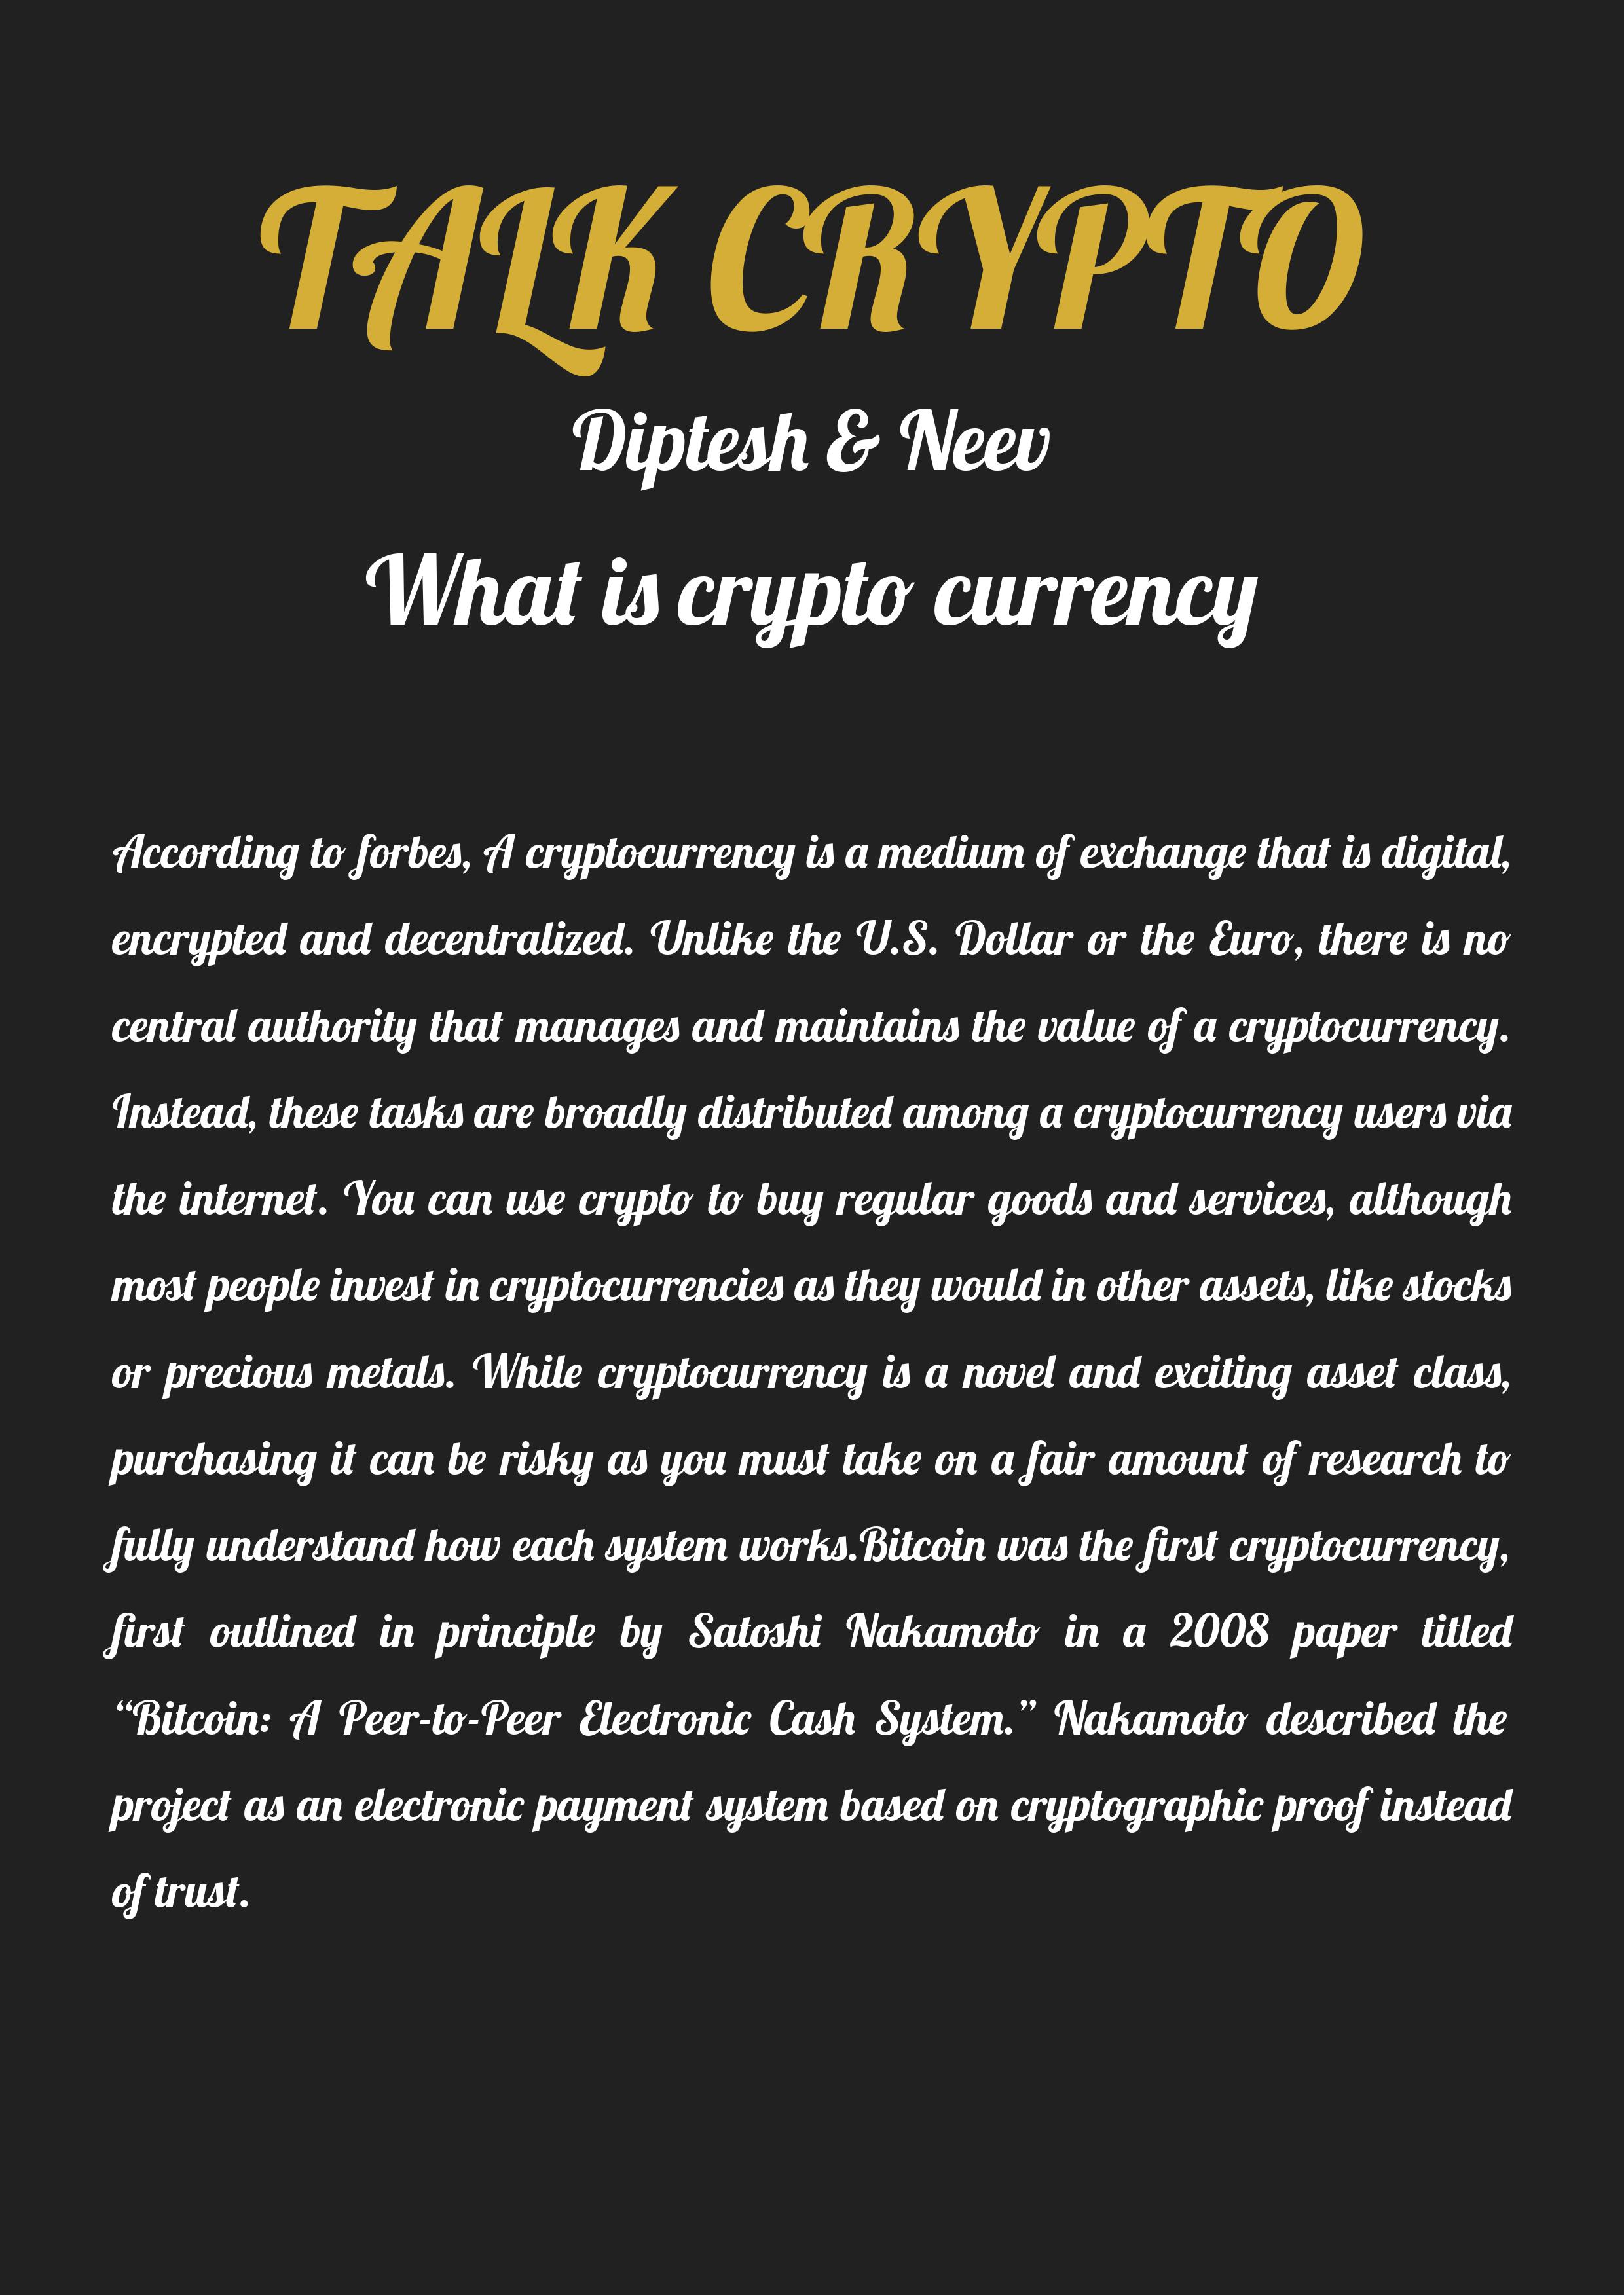 TALK CRYPTO
Diptesh & Neev
What is crypto currency
According to forbes, A cryptocurrency is a medium of exchange that is digital,
encrypted and decentralized. Unlike the U.S. Dollar or the Euro, there is no
central authority that manages and maintains the value of a cryptocurrency.
Instead, these tasks are broadly distributed among a cryptocurrency users via
the internet. You can use crypto to buy regular goods and services, although
most people invest in cryptocurrencies as they would in other assets, like stocks
or precious metals. While cryptocurrency is a novel and exciting asset class,
purchasing it can be risky as you must take on a fair amount of research to
fully understand how each system works.Bitcoin was the first cryptocurrency,
first outlined in principle by Satoshi Nakamoto in a 2008 paper titled
“Bitcoin: A Peer-to-Peer Electronic Cash System.” Nakamoto described the
project as an electronic payment system based on cryptographic proof instead
of trust.